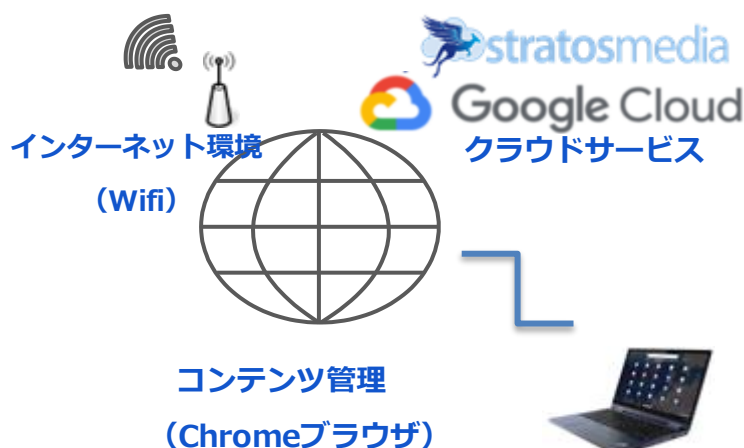 stratosmedia
Google Cloud
インターネット環境
（Wifi）
クラウドサービス
コンテンツ管理
（Chromeブラウザ）